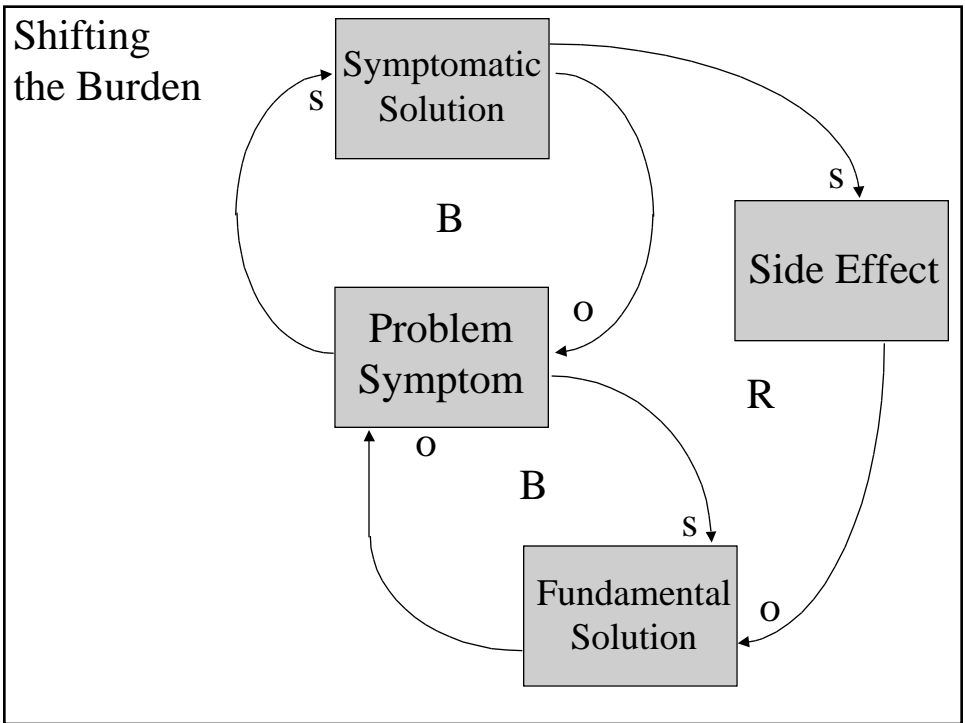 Shifting
the Burden
Symptomatic
Solution
s
s
B
Side Effect
o
Problem
Symptom
R
o
B
s
Fundamental
Solution
o